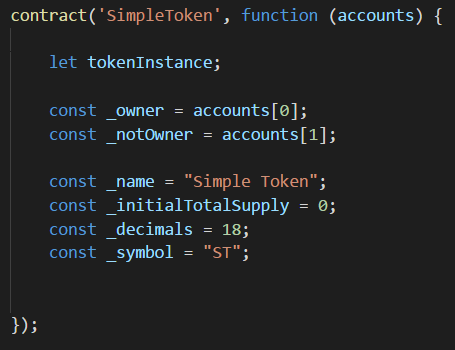 contract('SimpleToken', function (accounts) {
let tokenInstance;
const _owner = accounts[0];
const _notOwner = accounts[1];
const _name = "Simple Token";
const _initialTotalSupply = 0;
const _decimals = 18;
const _symbol = "ST";
});